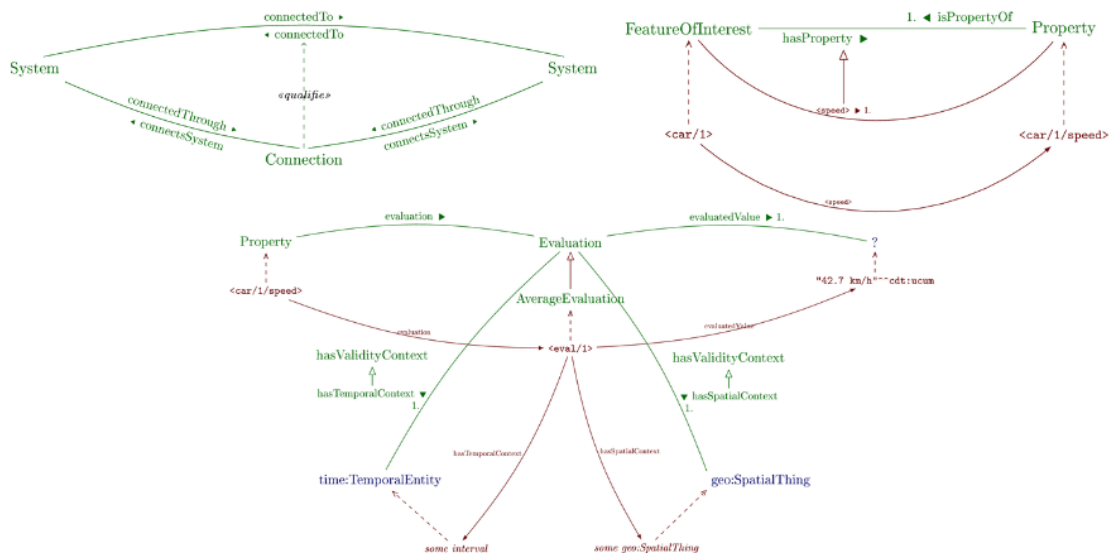 connectedTo ▶
◀ connectedTo
System
System
«qualifie»
connectedThrough ▶
◀ connectsSystem
◀ connectedThrough
connectsSystem ▶
Connection
1. ◀ isPropertyOf
FeatureOfInterest
Property
hasProperty ▶
<speed> ▶ 1.
<car/1>
<car/1/speed>
<speed>
evaluation ▶
evaluatedValue ▶ 1.
Property
Evaluation
?
<car/1/speed>
"42.7 km/h"^^cdt:ucum
AverageEvaluation
evaluation
evaluatedValue
<eval/1>
hasValidityContext
hasValidityContext
hasTemporalContext ▼
1.
▼ hasSpatialContext
1.
hasTemporalContext
hasSpatialContext
time:TemporalEntity
geo:SpatialThing
some interval
some geo:SpatialThing